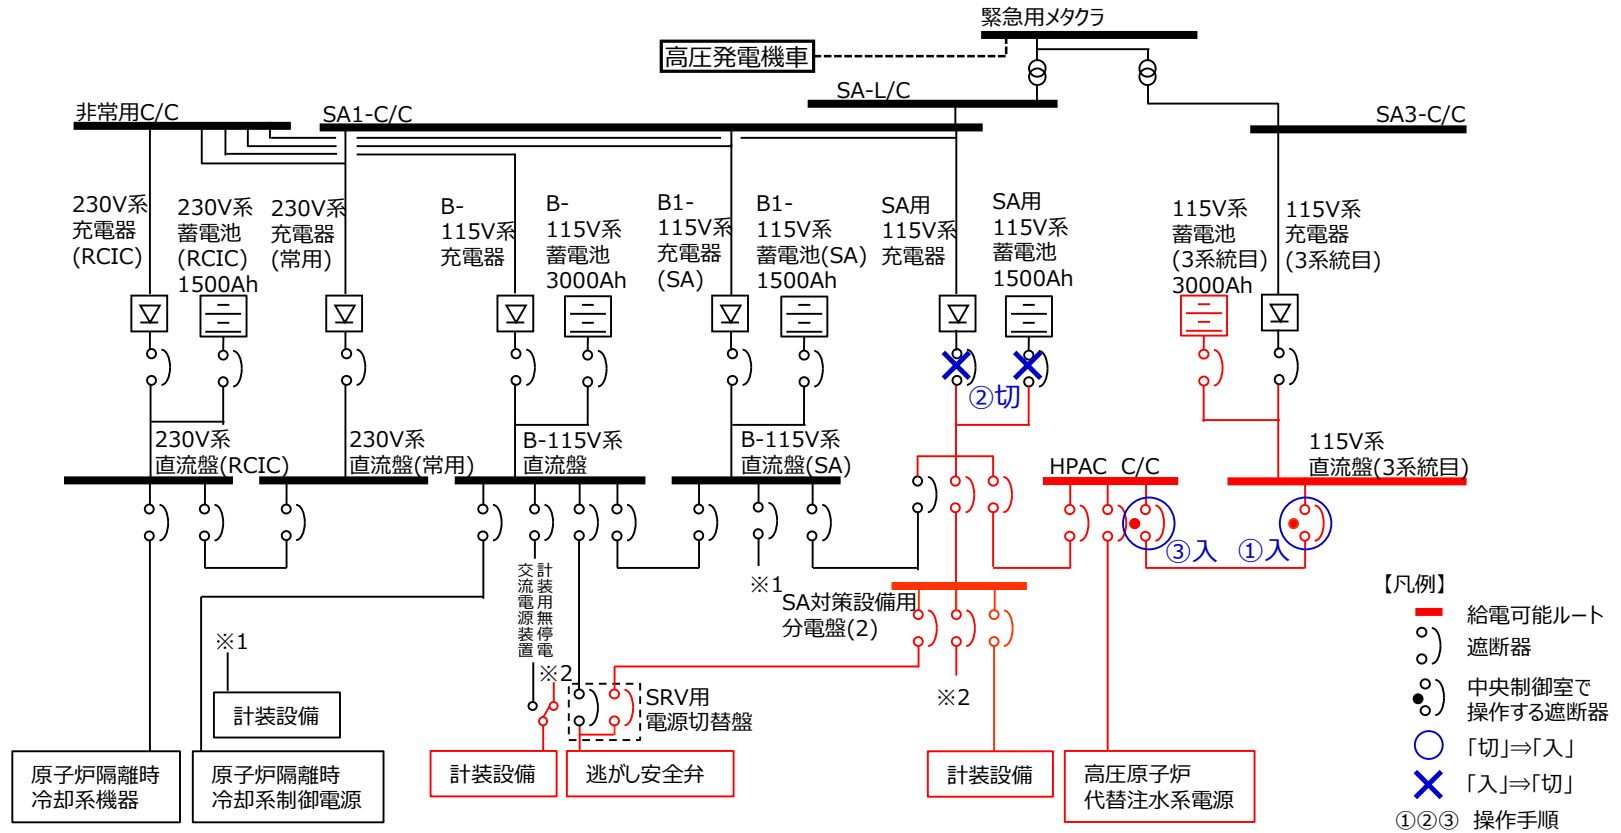 緊急用メタクラ
高圧発電機車
SA-L/C
非常用C/C
SA1-C/C
SA3-C/C
230V系
充電器
(RCIC)
230V系
蓄電池
(RCIC)
1500Ah
230V系
充電器
(常用)
B-
115V系
充電器
B-
115V系
蓄電池
3000Ah
B1-
115V系
充電器
(SA)
B1-
115V系
蓄電池(SA)
1500Ah
SA用
115V系
充電器
SA用
115V系
蓄電池
1500Ah
115V系
蓄電池
(3系統目)
3000Ah
115V系
充電器
(3系統目)
②切
230V系
直流盤(RCIC)
230V系
直流盤(常用)
B-115V系
直流盤
B-115V系
直流盤(SA)
HPAC C/C
115V系
直流盤(3系統目)
③入
①入
計装用無停電
交流電源装置
※1
SA対策設備用
分電盤(2)
※1
※2
※2
SRV用
電源切替盤
計装設備
原子炉隔離時
冷却系機器
原子炉隔離時
冷却系制御電源
計装設備
逃がし安全弁
計装設備
高圧原子炉
代替注水系電源
【凡例】
給電可能ルート
遮断器
中央制御室で
操作する遮断器
「切」⇒「入」
「入」⇒「切」
①②③ 操作手順